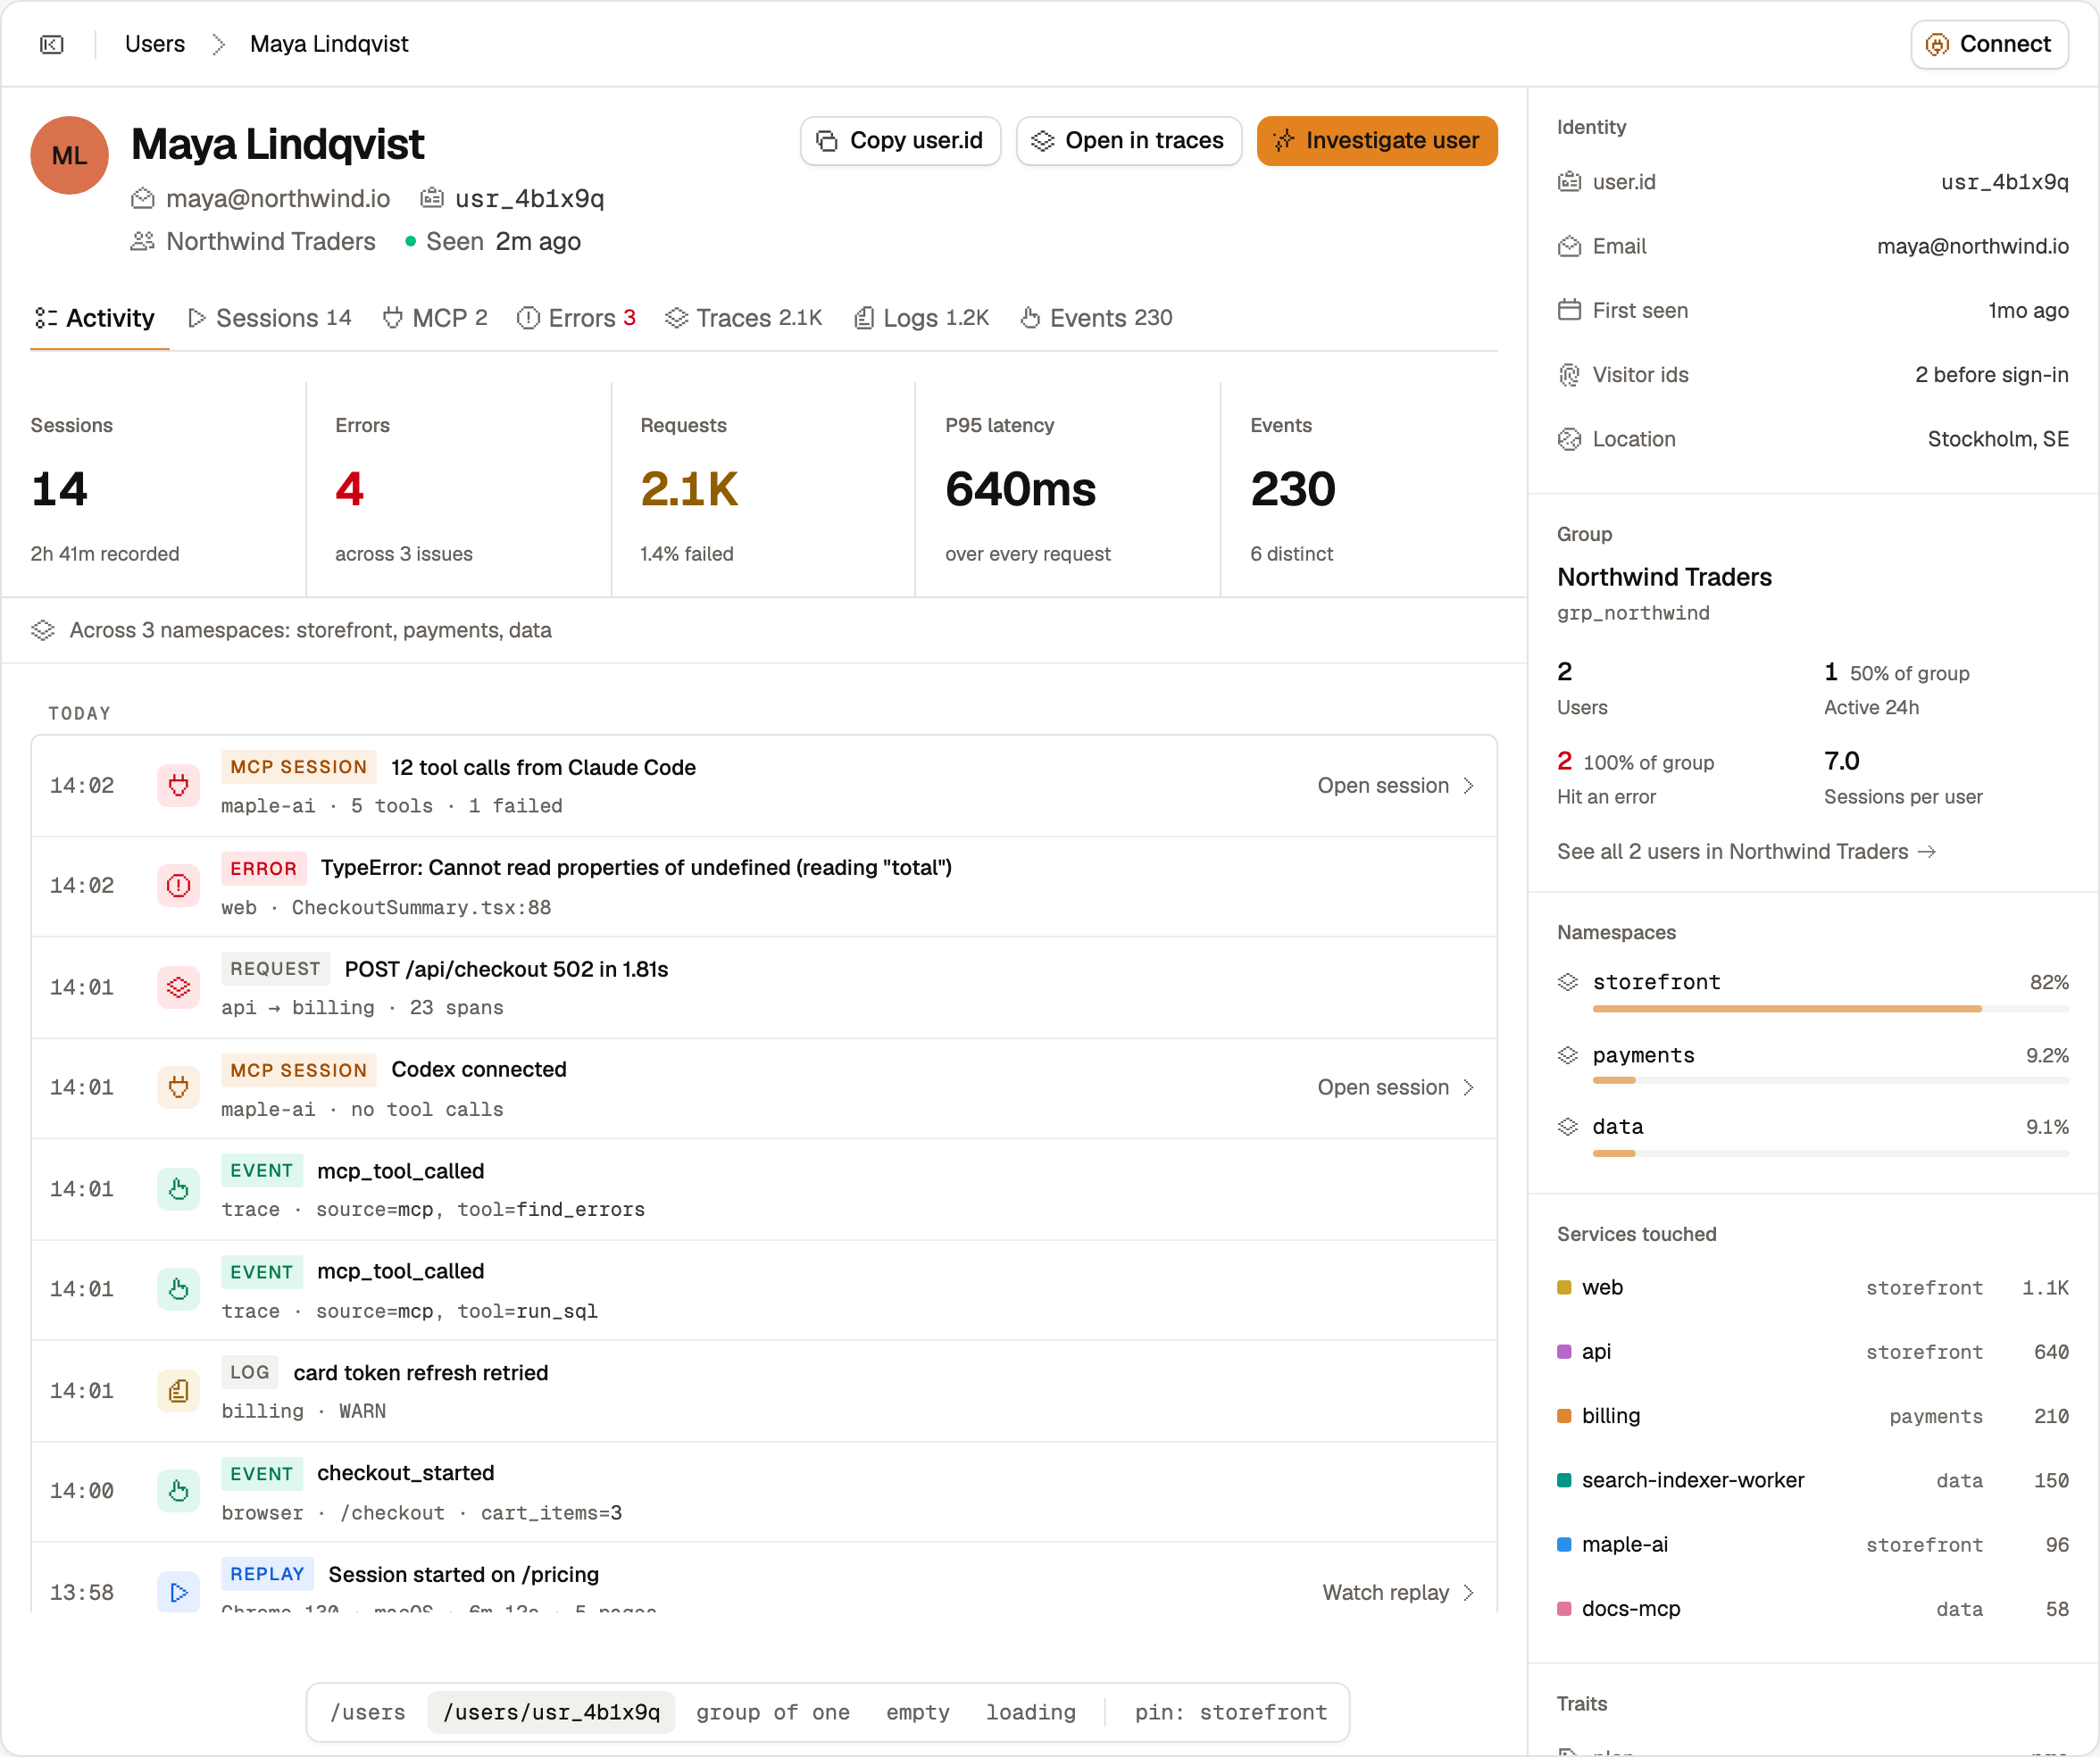 Users > Maya Lindqvist
Connect
ML
Maya Lindqvist
maya@northwind.io usr_4b1x9q
Northwind Traders Seen 2m ago
Copy user.id
Open in traces
Investigate user
Activity
Sessions 14
MCP 2
Errors 3
Traces 2.1K
Logs 1.2K
Events 230
Sessions
14
2h 41m recorded
Errors
4
across 3 issues
Requests
2.1K
1.4% failed
P95 latency
640ms
over every request
Events
230
6 distinct
Across 3 namespaces: storefront, payments, data
TODAY
14:02
MCP SESSION 12 tool calls from Claude Code
maple-ai · 5 tools · 1 failed
Open session
14:02
ERROR TypeError: Cannot read properties of undefined (reading "total")
web · CheckoutSummary.tsx:88
14:01
REQUEST POST /api/checkout 502 in 1.81s
api → billing · 23 spans
14:01
MCP SESSION Codex connected
maple-ai · no tool calls
Open session
14:01
EVENT mcp_tool_called
trace · source=mcp, tool=find_errors
14:01
EVENT mcp_tool_called
trace · source=mcp, tool=run_sql
14:01
LOG card token refresh retried
billing · WARN
14:00
EVENT checkout_started
browser · /checkout · cart_items=3
13:58
REPLAY Session started on /pricing
Chrome 130 · macOS · 6m 12s · 5 pages
Watch replay
/users /users/usr_4b1x9q group of one empty loading pin: storefront
Identity
user.id usr_4b1x9q
Email maya@northwind.io
First seen 1mo ago
Visitor ids 2 before sign-in
Location Stockholm, SE
Group
Northwind Traders
grp_northwind
2
Users
1 50% of group
Active 24h
2 100% of group
Hit an error
7.0
Sessions per user
See all 2 users in Northwind Traders →
Namespaces
storefront 82%
payments 9.2%
data 9.1%
Services touched
web storefront 1.1K
api storefront 640
billing payments 210
search-indexer-worker data 150
maple-ai storefront 96
docs-mcp data 58
Traits